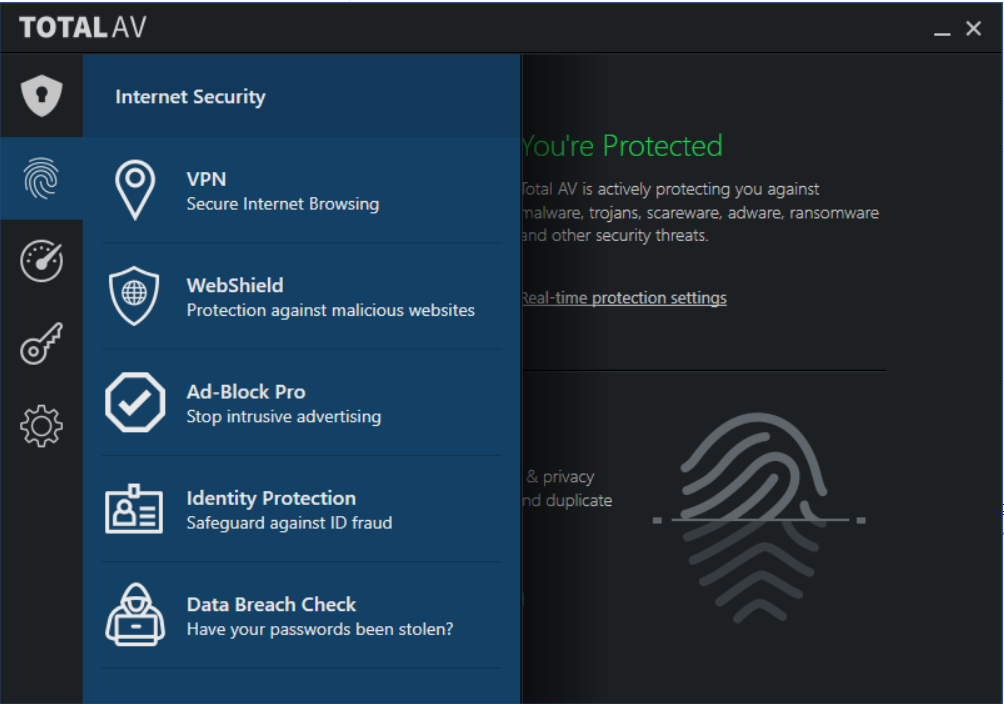 TOTAL AV
Internet Security
VPN
Secure Internet Browsing
WebShield
Protection against malicious websites
Ad-Block Pro
Stop intrusive advertising
Identity Protection
Safeguard against ID fraud
Data Breach Check
Have your passwords been stolen?
You're Protected
Total AV is actively protecting you against
malware, trojans, scareware, adware, ransomware
and other security threats.
Real-time protection settings
& privacy
nd duplicate